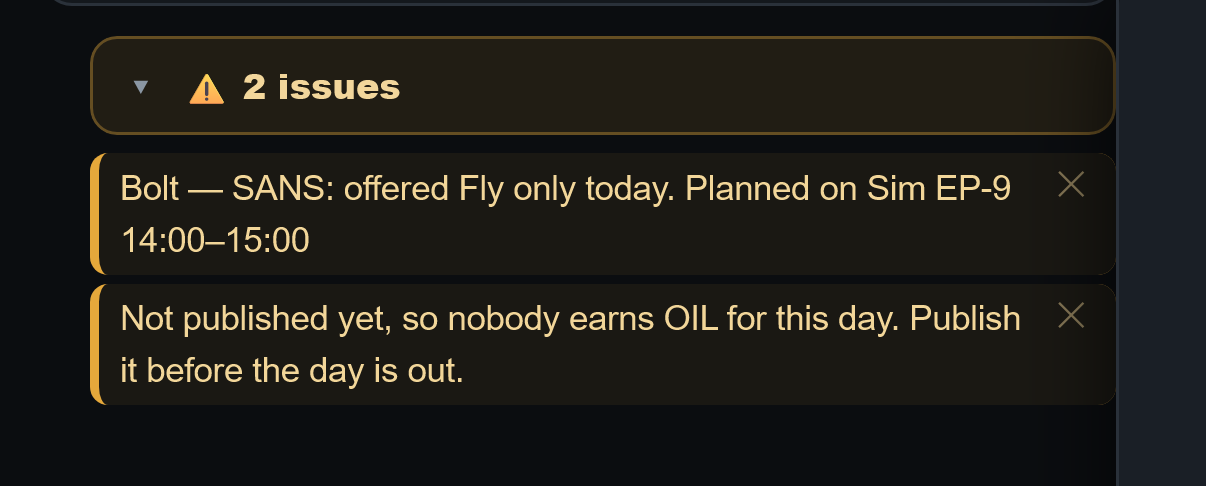 ▼ ⚠️ 2 issues
Bolt — SANS: offered Fly only today. Planned on Sim EP-9
14:00–15:00
Not published yet, so nobody earns OIL for this day. Publish
it before the day is out.